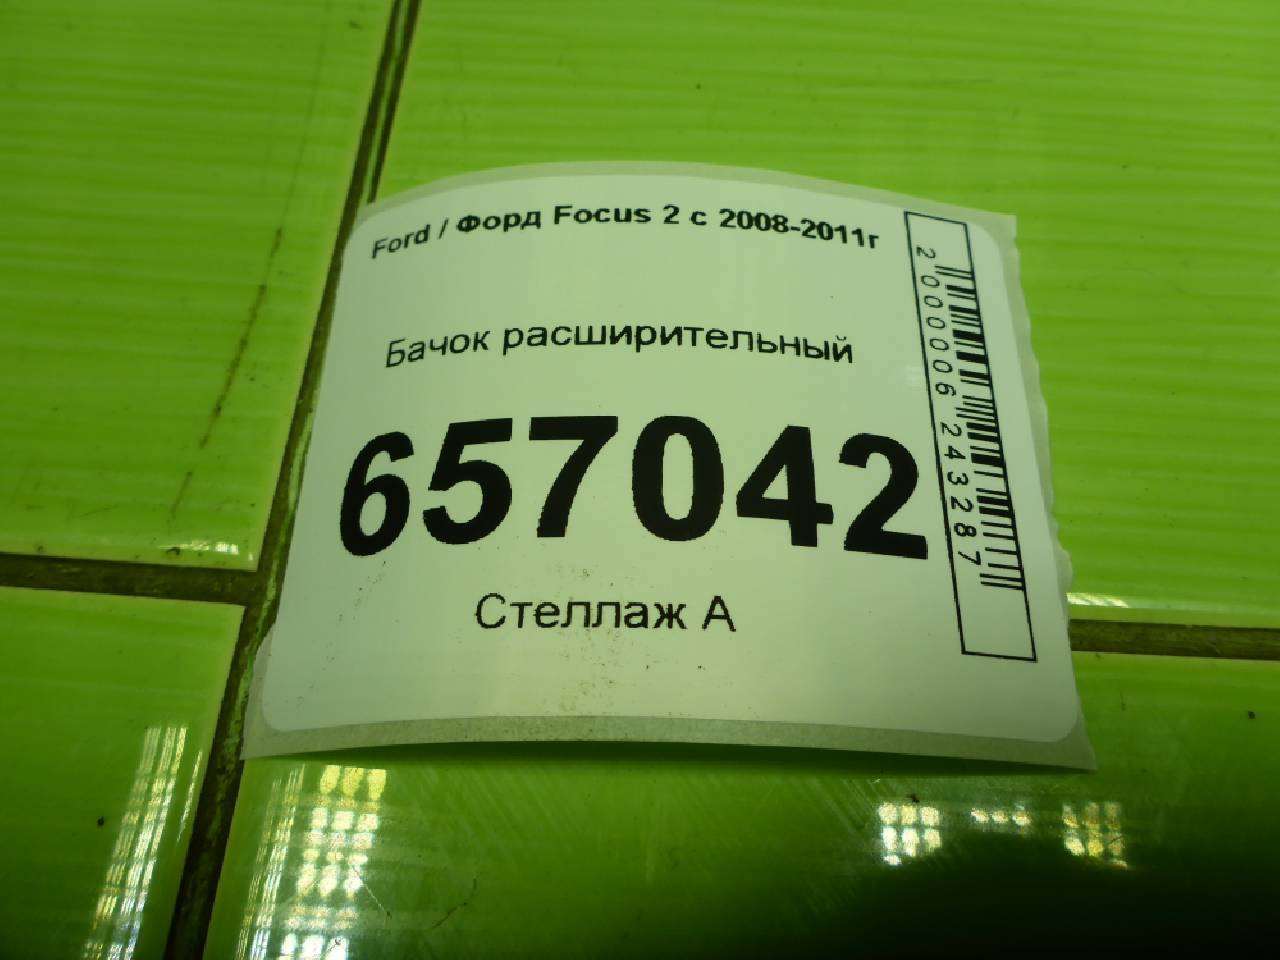 Ford / Форд Focus 2 с 2008-2011г
Бачок расширительный
657042
Стеллаж А
2000006243287